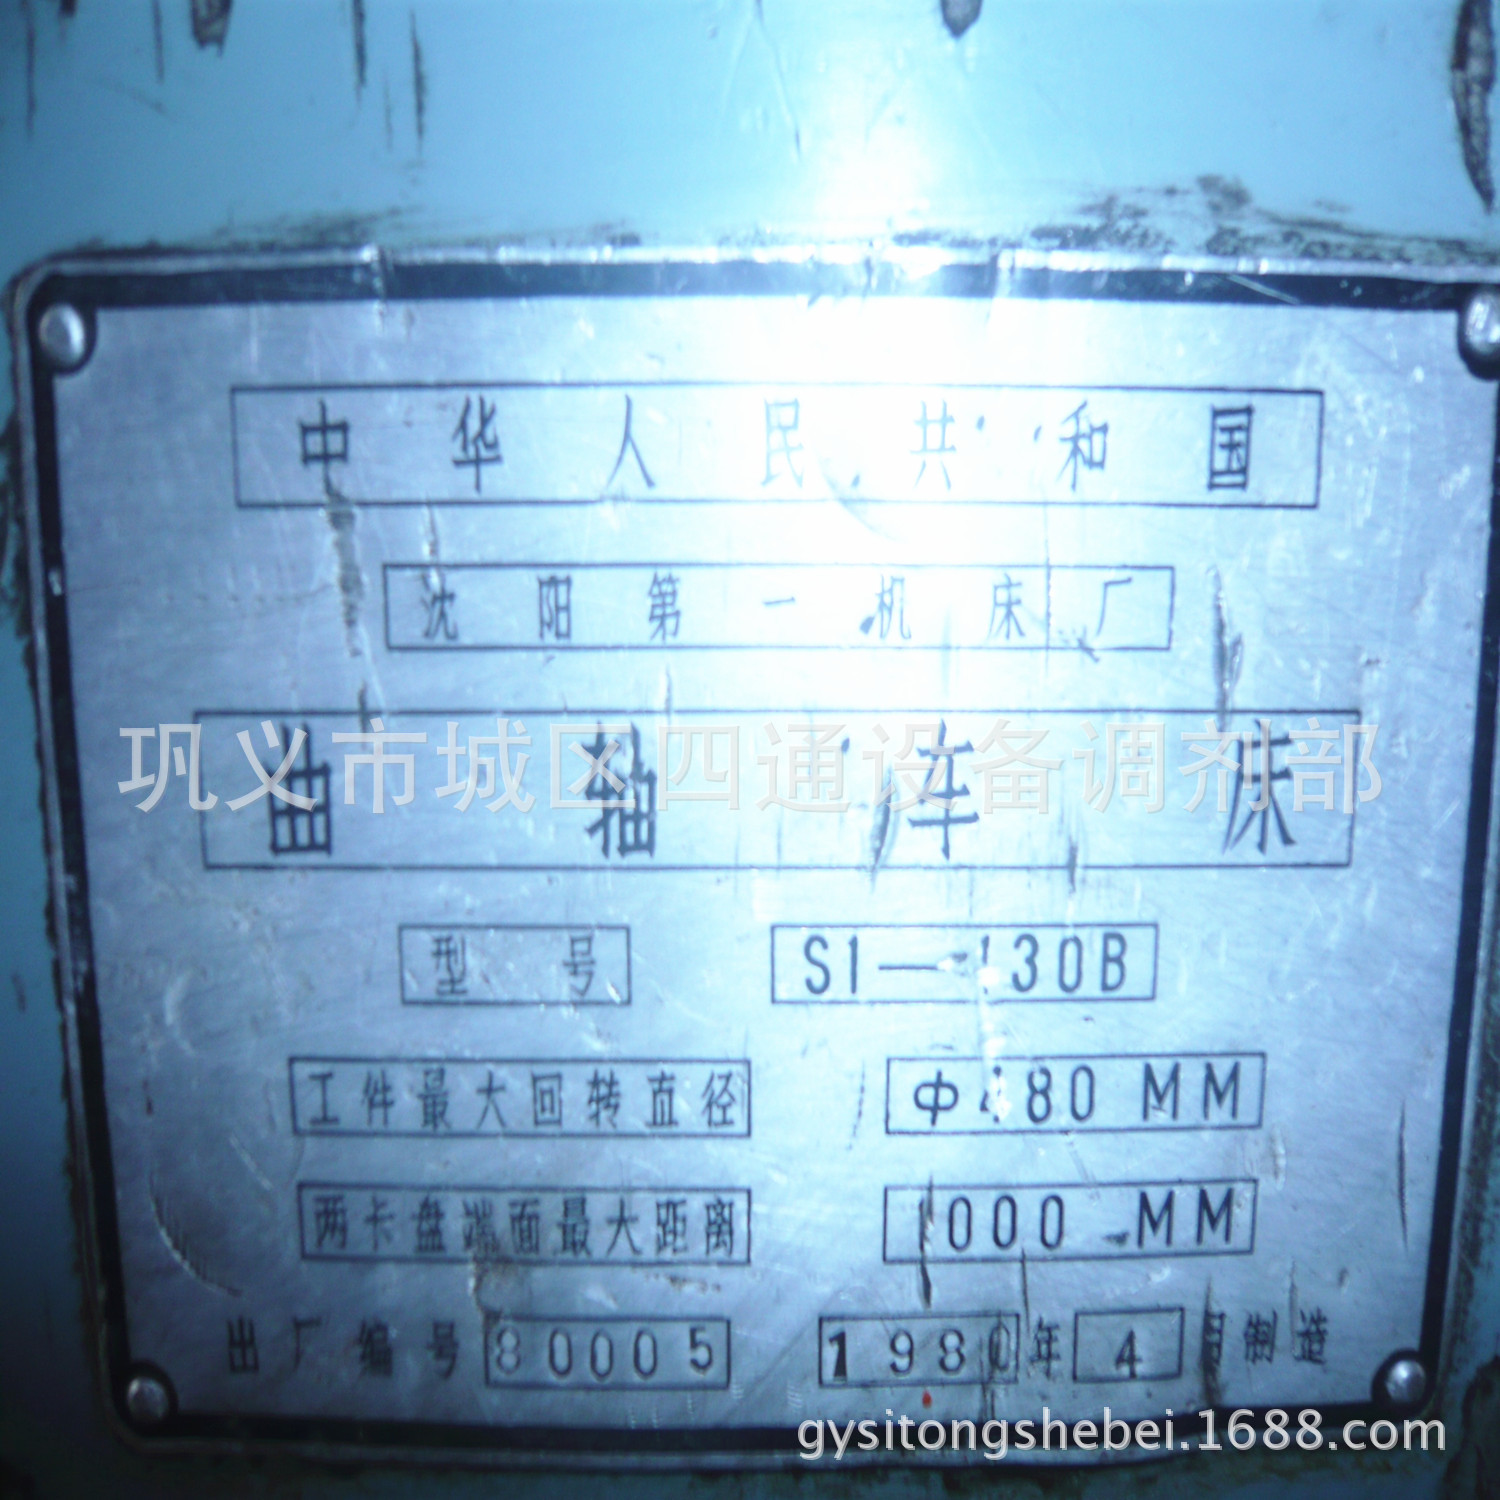 中华人民共和国
沈阳第一机床厂
巩义市城区四通设备调剂部
曲轴车床
型号 S1—130B
工件最大回转直径 Φ480 MM
两卡盘端面最大距离 1000 MM
出厂编号 80005 1980年4月制造
gysitongshebei.1688.com